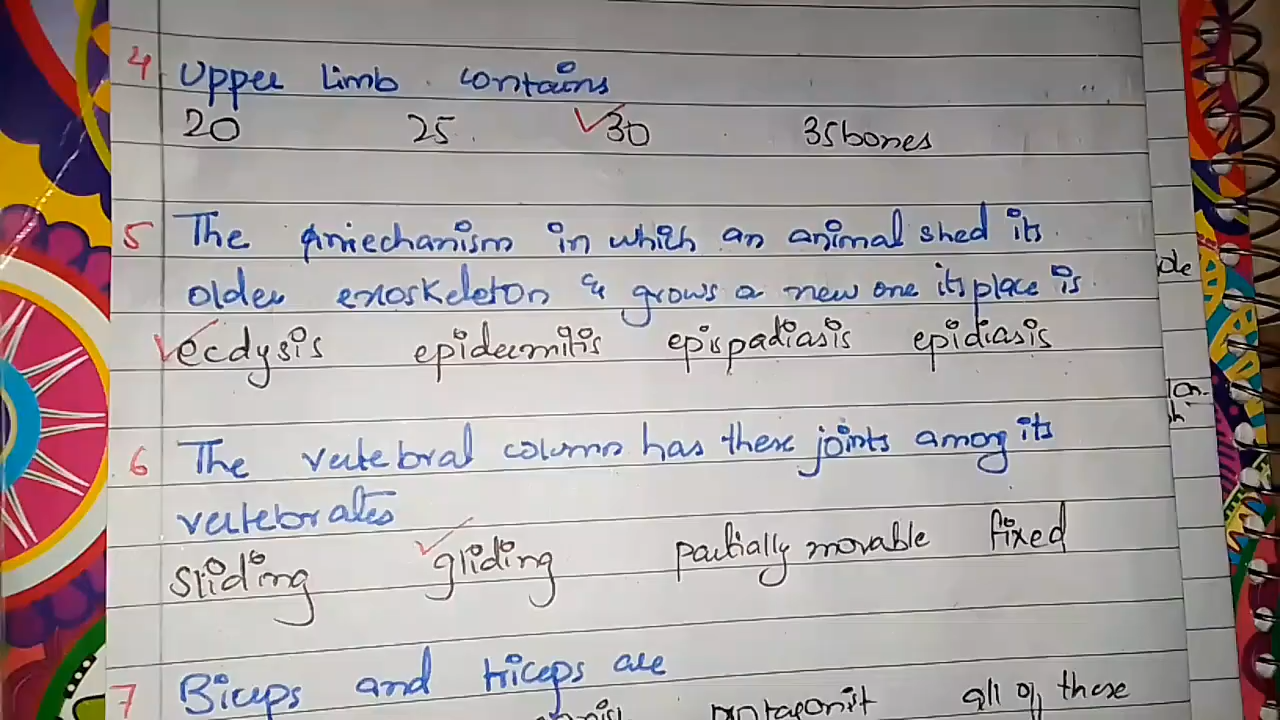 4 Upper limb contains
20 25 30 35bones
5 The mechanism in which an animal shed its
older exoskeleton & grows a new one its place is
ecdysis epidermitis epispadiasis epidiasis
6 The vertebral column has these joints among its
vertebrates
sliding gliding partially movable fixed
7 Biceps and triceps are
antagonist all of these